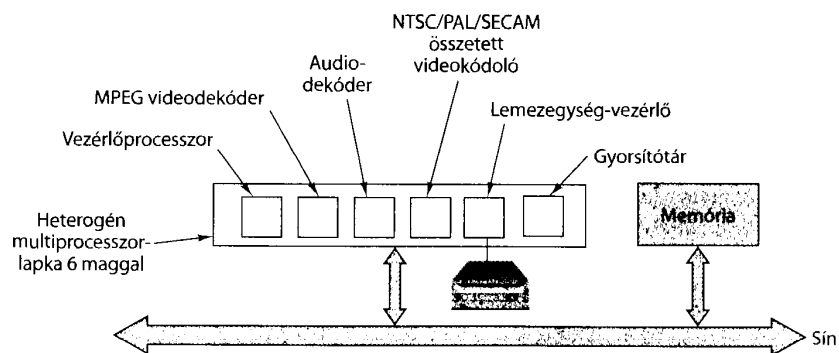 NTSC/PAL/SECAM
összetett
videokódoló
Audio-
dekóder
MPEG videodekóder
Lemezegység-vezérlő
Vezérlőprocesszor
Gyorsítótár
Heterogén
multiprocesszor-
lapka 6 maggal
Memória
Sín